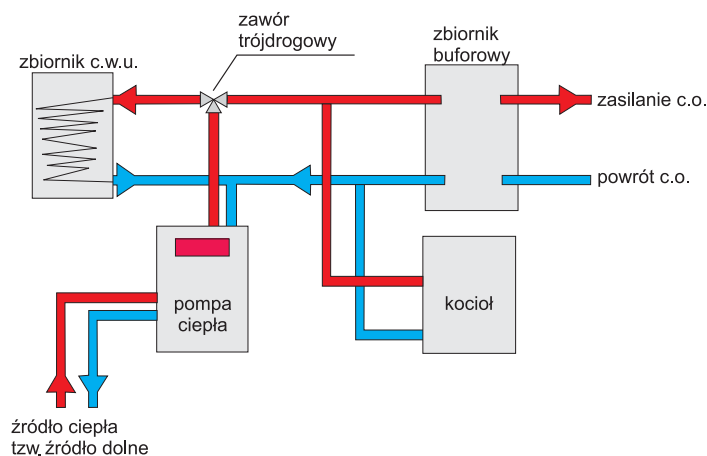 zawór
trójdrogowy
zbiornik c.w.u.
zbiornik
buforowy
zasilanie c.o.
powrót c.o.
pompa
ciepła
kocioł
źródło ciepła
tzw. źródło dolne